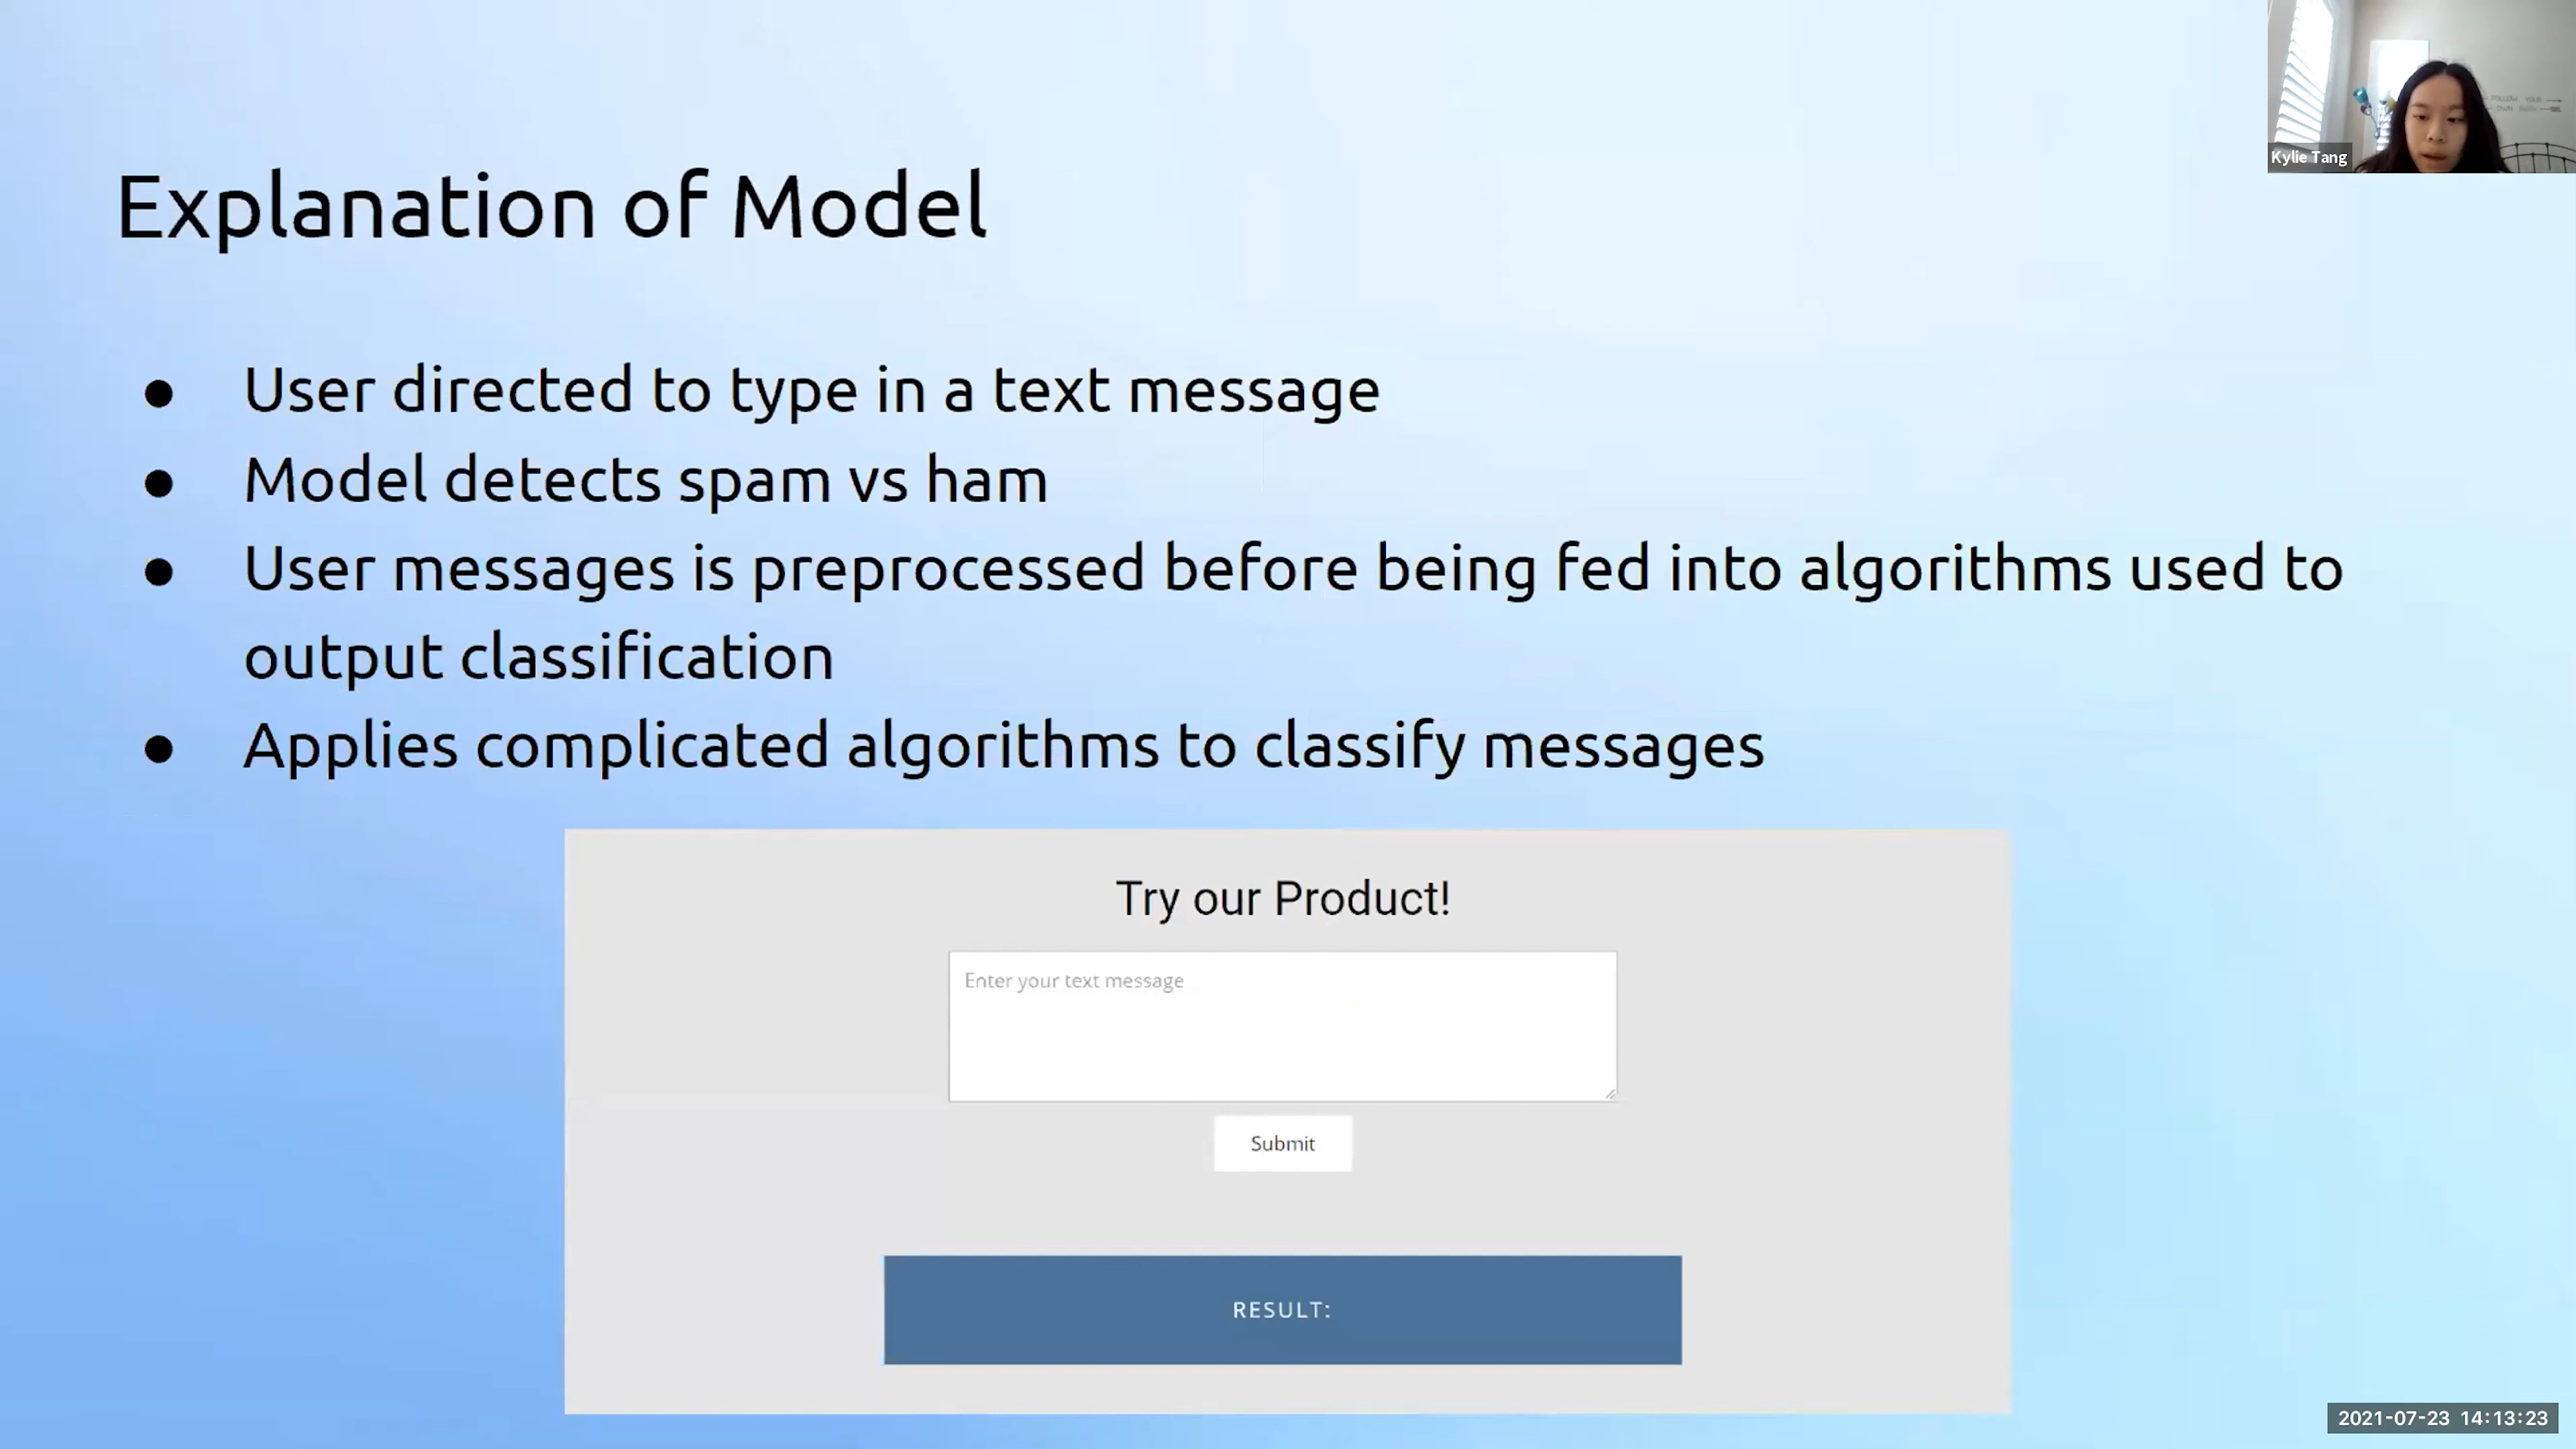 Kylie Tang
Explanation of Model
● User directed to type in a text message
● Model detects spam vs ham
● User messages is preprocessed before being fed into algorithms used to
output classification
● Applies complicated algorithms to classify messages
Try our Product!
Enter your text message
Submit
RESULT:
2021-07-23 14:13:23